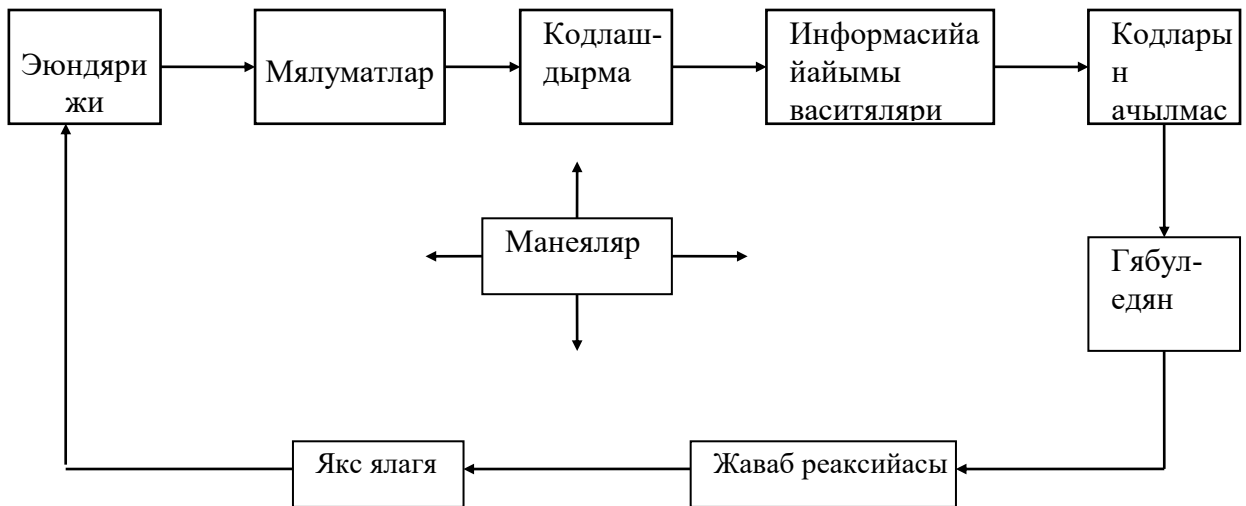 Эюндяри
жи
Мялуматлар
Кодлаш-
дырма
Информасийа
йайымы
васитяляри
Кодлары
н
ачылмас
Манеяляр
Гябул-
едян
Якс ялагя
Жаваб реаксийасы